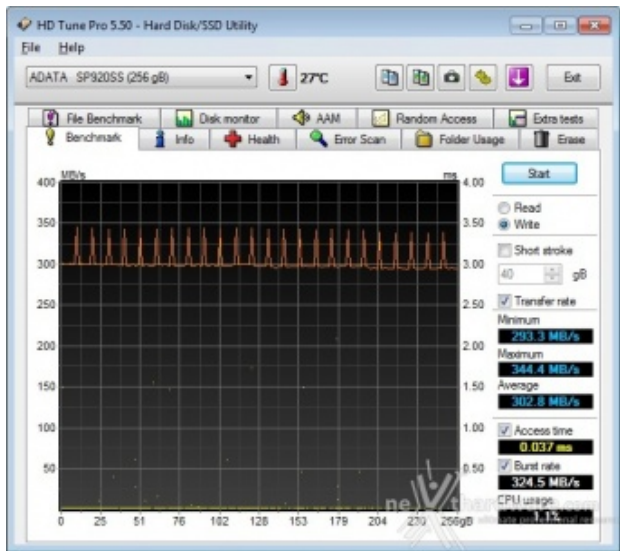 HD Tune Pro 5.50 - Hard Disk/SSD Utility
File Help
ADATA SP920SS (256 gB) 27°C Exit
File Benchmark Disk monitor AAM Random Access Extra tests
Benchmark Info Health Error Scan Folder Usage Erase
MB/s ms Start
400 4.00
Read
350 3.50 Write
Short stroke
300 3.00 40 gB
250 2.50 Transfer rate
Minimum
293.3 MB/s
200 2.00 Maximum
344.4 MB/s
150 1.50 Average
302.8 MB/s
100 1.00 Access time
0.037 ms
50 0.50 Burst rate
324.5 MB/s
CPU usage
1.1%
0 25 51 76 102 128 153 179 204 230 256gB